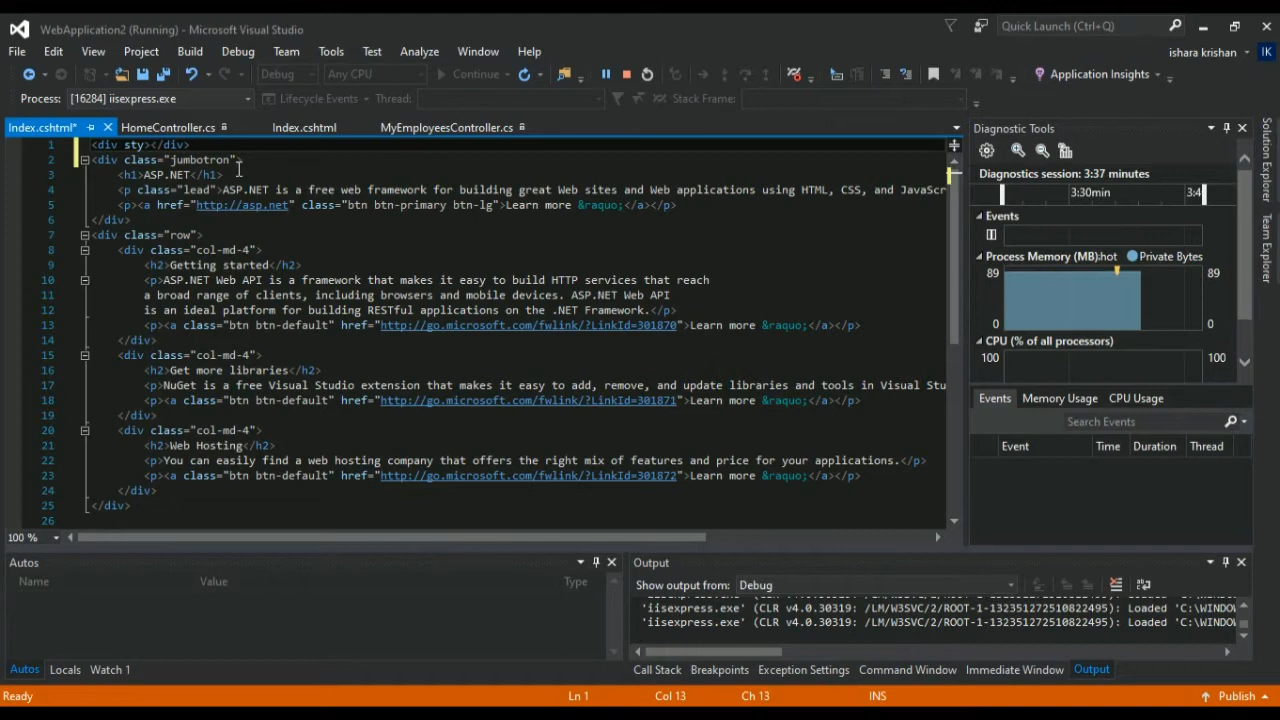 WebApplication2 (Running) - Microsoft Visual Studio
Quick Launch (Ctrl+Q)
File Edit View Project Build Debug Team Tools Test Analyze Window Help
ishara krishan IK
Debug Any CPU Continue Application Insights
Process: [16284] iisexpress.exe Lifecycle Events Thread: Stack Frame:
Index.cshtml* HomeController.cs Index.cshtml MyEmployeesController.cs
1 <div sty></div>
2 <div class="jumbotron">
3 <h1>ASP.NET</h1>
4 <p class="lead">ASP.NET is a free web framework for building great Web sites and Web applications using HTML, CSS, and JavaScr
5 <p><a href="http://asp.net" class="btn btn-primary btn-lg">Learn more &raquo;</a></p>
6 </div>
7 <div class="row">
8 <div class="col-md-4">
9 <h2>Getting started</h2>
10 <p>ASP.NET Web API is a framework that makes it easy to build HTTP services that reach
11 a broad range of clients, including browsers and mobile devices. ASP.NET Web API
12 is an ideal platform for building RESTful applications on the .NET Framework.</p>
13 <p><a class="btn btn-default" href="http://go.microsoft.com/fwlink/?LinkId=301870">Learn more &raquo;</a></p>
14 </div>
15 <div class="col-md-4">
16 <h2>Get more libraries</h2>
17 <p>NuGet is a free Visual Studio extension that makes it easy to add, remove, and update libraries and tools in Visual Stu
18 <p><a class="btn btn-default" href="http://go.microsoft.com/fwlink/?LinkId=301871">Learn more &raquo;</a></p>
19 </div>
20 <div class="col-md-4">
21 <h2>Web Hosting</h2>
22 <p>You can easily find a web hosting company that offers the right mix of features and price for your applications.</p>
23 <p><a class="btn btn-default" href="http://go.microsoft.com/fwlink/?LinkId=301872">Learn more &raquo;</a></p>
24 </div>
25 </div>
26
100 %
Diagnostic Tools
Diagnostics session: 3:37 minutes
3:30min 3:4
Events
Process Memory (MB) hot Private Bytes
89 89
0 0
CPU (% of all processors)
100 100
Events Memory Usage CPU Usage
Search Events
Event Time Duration Thread
Solution Explorer
Team Explorer
Autos
Name Value Type
Autos Locals Watch 1
Output
Show output from: Debug
'iisexpress.exe' (CLR v4.0.30319: /LM/W3SVC/2/ROOT-1-132351272510822495): Loaded 'C:\WINDOW
'iisexpress.exe' (CLR v4.0.30319: /LM/W3SVC/2/ROOT-1-132351272510822495): Loaded 'C:\WINDOW
Call Stack Breakpoints Exception Settings Command Window Immediate Window Output
Ready Ln 1 Col 13 Ch 13 INS Publish